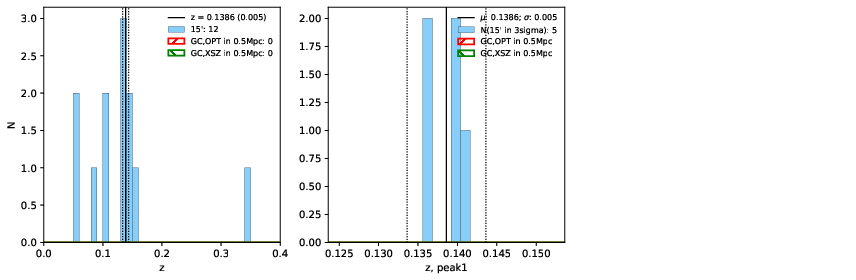 z = 0.1386 (0.005)
15': 12
GC,OPT in 0.5Mpc: 0
GC,XSZ in 0.5Mpc: 0
N
3.0
2.5
2.0
1.5
1.0
0.5
0.0
0.0 0.1 0.2 0.3 0.4
z
μ: 0.1386; σ: 0.005
N(15' in 3sigma): 5
GC,OPT in 0.5Mpc
GC,XSZ in 0.5Mpc
2.00
1.75
1.50
1.25
1.00
0.75
0.50
0.25
0.00
0.125 0.130 0.135 0.140 0.145 0.150
z, peak1